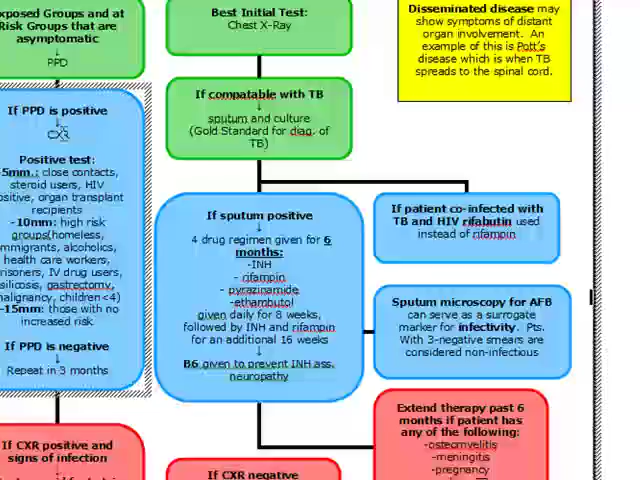 xposed Groups and at
Risk Groups that are
asymptomatic
↓
PPD
If PPD is positive
↓
CXR
Positive test:
5mm.: close contacts,
steroid users, HIV
ositive, organ transplant
recipients
-10mm: high risk
groups(homeless,
mmigrants, alcoholics,
health care workers,
risoners, IV drug users,
silicosis, gastrectomy,
malignancy, children<4)
-15mm: those with no
increased risk
If PPD is negative
↓
Repeat in 3 months
If CXR positive and
signs of infection
Best Initial Test:
Chest X-Ray
If compatable with TB
↓
sputum and culture
(Gold Standard for diag. of
TB)
If sputum positive
↓
4 drug regimen given for 6
months:
-INH
- rifampin
- pyrazinamide
-ethambutol
given daily for 8 weeks,
followed by INH and rifampin
for an additional 16 weeks
↓
B6 given to prevent INH ass.
neuropathy
If CXR negative
Disseminated disease may
show symptoms of distant
organ involvement. An
example of this is Pott's
disease which is when TB
spreads to the spinal cord.
If patient co-infected with
TB and HIV rifabutin used
instead of rifampin
Sputum microscopy for AFB
can serve as a surrogate
marker for infectivity. Pts.
With 3-negative smears are
considered non-infectious
Extend therapy past 6
months if patient has
any of the following:
-osteomyelitis
-meningitis
-pregnancy